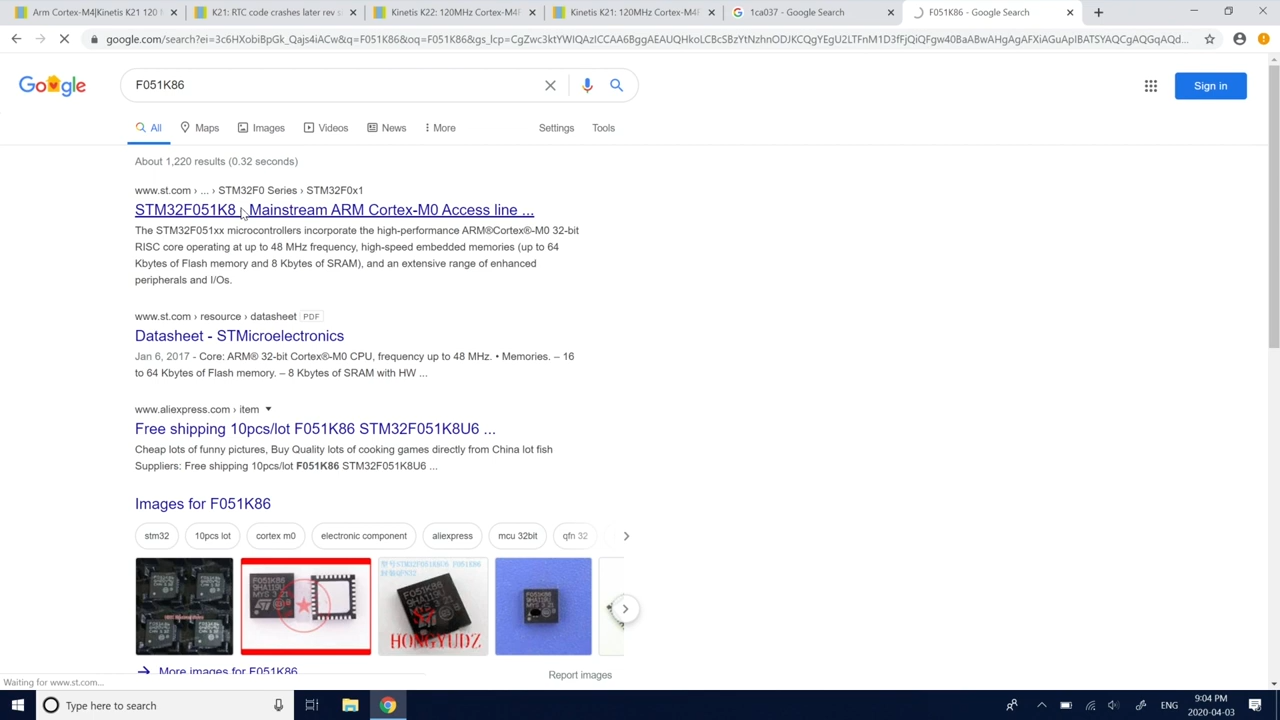 Arm Cortex-M4|Kinetis K21 120 M
K21: RTC code crashes later rev s
Kinetis K22: 120MHz Cortex-M4F
Kinetis K21: 120MHz Cortex-M4F
1ca037 - Google Search
F051K86 - Google Search
google.com/search?ei=3c6HXobiBpGk_Qajs4iACw&q=F051K86&oq=F051K86&gs_lcp=
Google
F051K86
Sign in
All
Maps
Images
Videos
News
More
Settings
Tools
About 1,220 results (0.32 seconds)
www.st.com › ... › STM32F0 Series › STM32F0x1
STM32F051K8 - Mainstream ARM Cortex-M0 Access line ...
The STM32F051xx microcontrollers incorporate the high-performance ARM®Cortex®-M0 32-bit
RISC core operating at up to 48 MHz frequency, high-speed embedded memories (up to 64
Kbytes of Flash memory and 8 Kbytes of SRAM), and an extensive range of enhanced
peripherals and I/Os.
www.st.com › resource › datasheet PDF
Datasheet - STMicroelectronics
Jan 6, 2017 - Core: ARM® 32-bit Cortex®-M0 CPU, frequency up to 48 MHz. • Memories. – 16
to 64 Kbytes of Flash memory. – 8 Kbytes of SRAM with HW ...
www.aliexpress.com › item
Free shipping 10pcs/lot F051K86 STM32F051K8U6 ...
Cheap lots of funny pictures, Buy Quality lots of cooking games directly from China lot fish
Suppliers: Free shipping 10pcs/lot F051K86 STM32F051K8U6 ...
Images for F051K86
stm32
10pcs lot
cortex m0
electronic component
aliexpress
mcu 32bit
qfn 32
F051K86
9HA119U
MYS 3 21
F051K86
HONGYUDZ
More images for F051K86
Report images
Waiting for www.st.com...
Type here to search
ENG
9:04 PM
2020-04-03